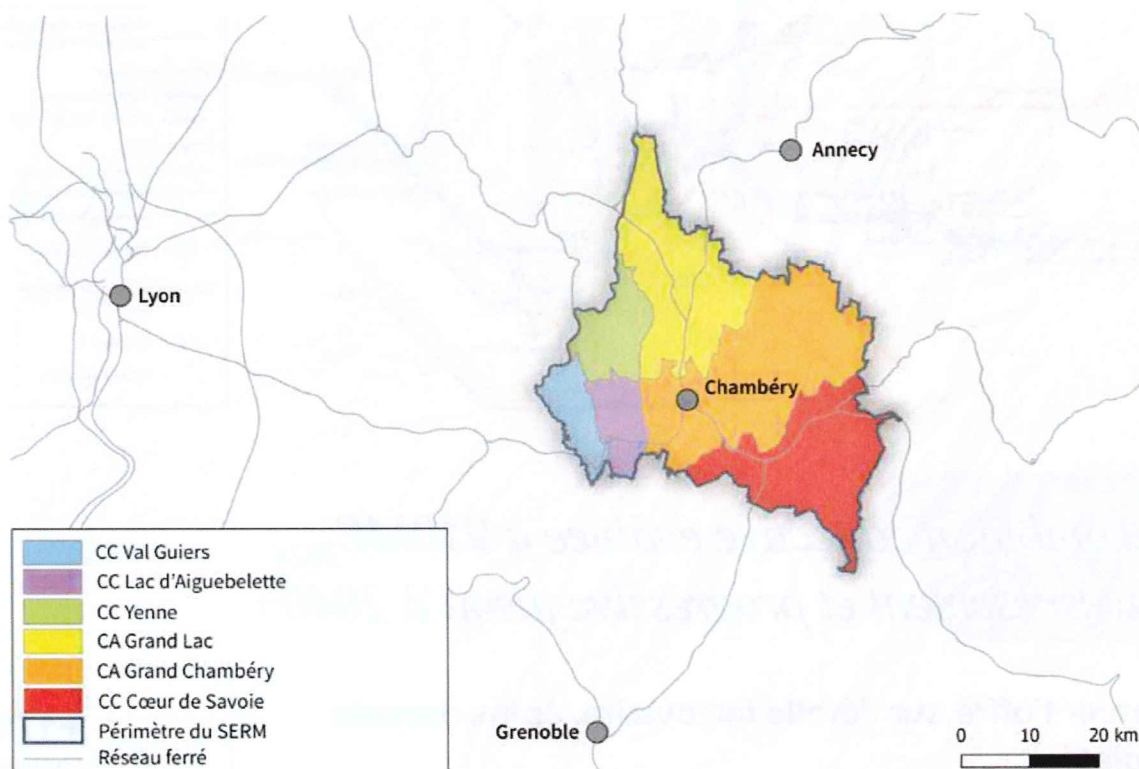 Annecy
Lyon
Chambéry
CC Val Guiers
CC Lac d'Aiguebelette
CC Yenne
CA Grand Lac
CA Grand Chambéry
CC Cœur de Savoie
Périmètre du SERM
Réseau ferré
Grenoble
0 10 20 km